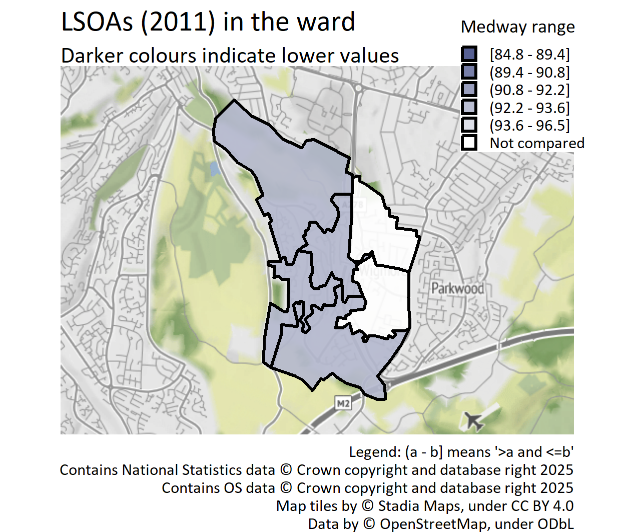 LSOAs (2011) in the ward
Darker colours indicate lower values
Medway range
[84.8 - 89.4]
(89.4 - 90.8]
(90.8 - 92.2]
(92.2 - 93.6]
(93.6 - 96.5]
Not compared
Parkwood
M2
Legend: (a - b] means '>a and <=b'
Contains National Statistics data © Crown copyright and database right 2025
Contains OS data © Crown copyright and database right 2025
Map tiles by © Stadia Maps, under CC BY 4.0
Data by © OpenStreetMap, under ODbL